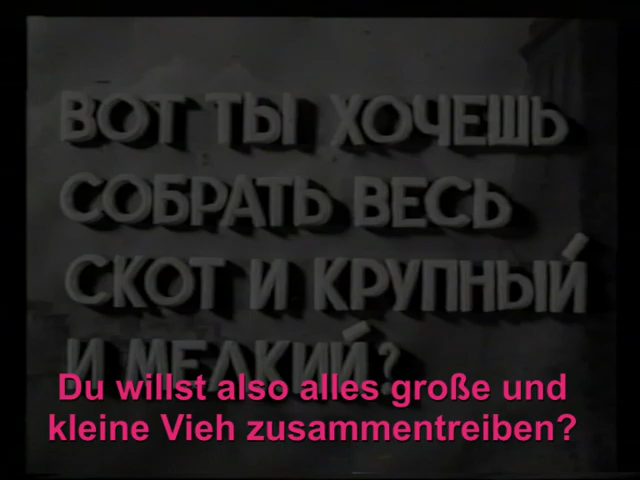 ВОТ ТЫ ХОЧЕШЬ
СОБРАТЬ ВЕСЬ
СКОТ И КРУПНЫЙ
И МЕЛКИЙ?
Du willst also alles große und
kleine Vieh zusammentreiben?